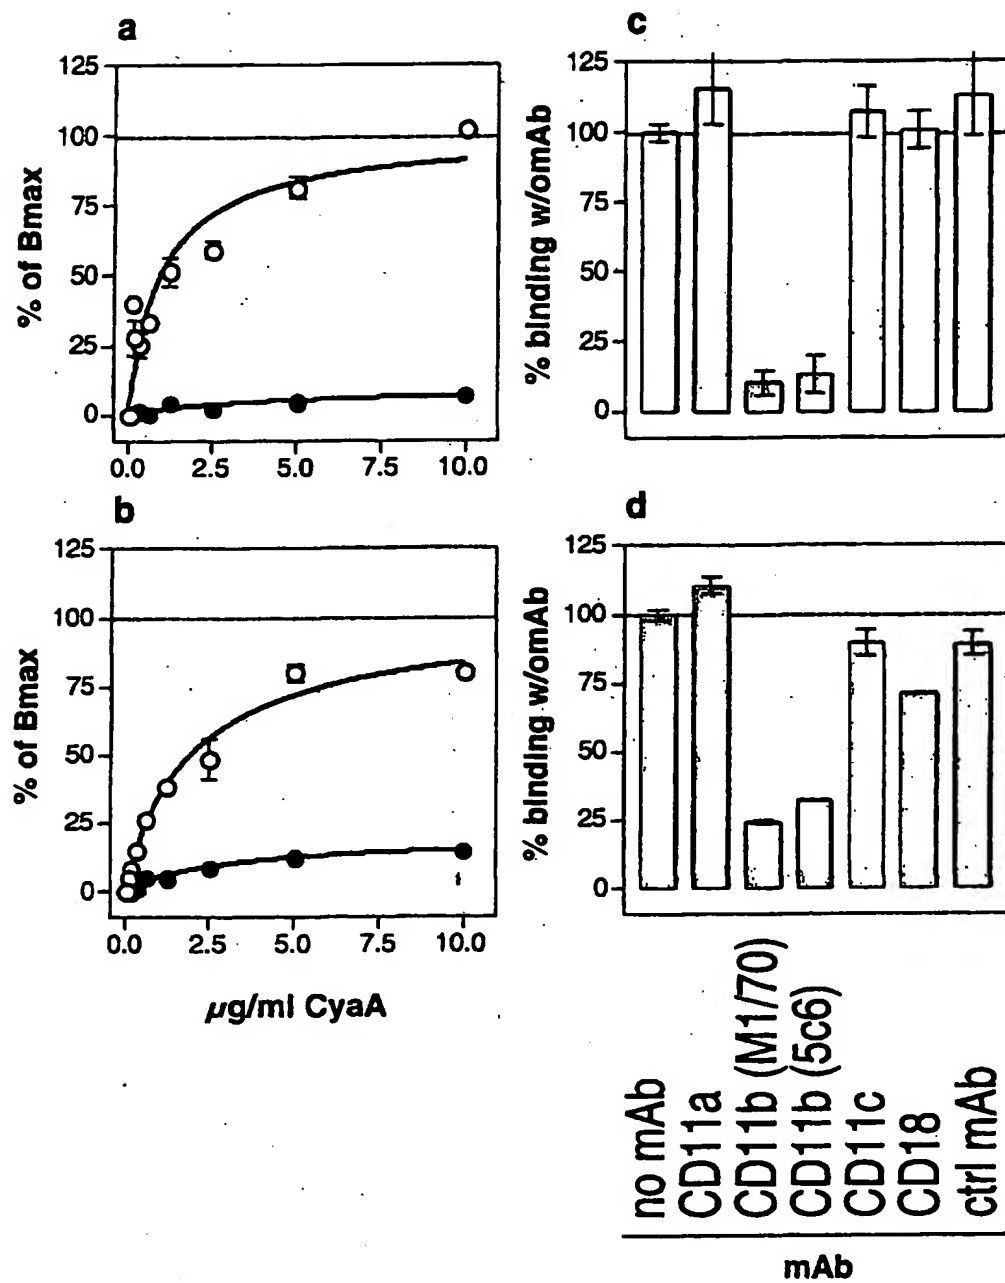 a
125
100
75
50
25
0
% of Bmax
0.0 2.5 5.0 7.5 10.0
b
125
100
75
50
25
0
% of Bmax
0.0 2.5 5.0 7.5 10.0
µg/ml CyaA
c
125
100
75
50
25
0
% binding w/omAb
d
125
100
75
50
25
0
% binding w/omAb
no mAb
CD11a
CD11b (M1/70)
CD11b (5c6)
CD11c
CD18
ctrl mAb
mAb